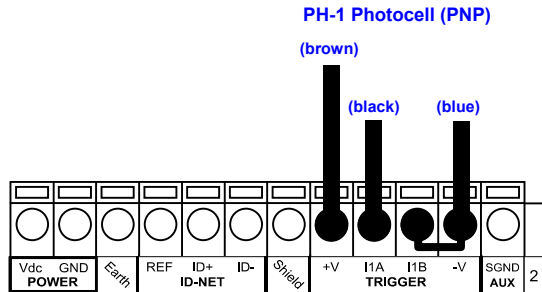 PH-1 Photocell (PNP)
(brown)
(black) (blue)
Vdc GND Earth REF ID+ ID- Shield +V I1A I1B -V SGND 2
POWER ID-NET TRIGGER AUX